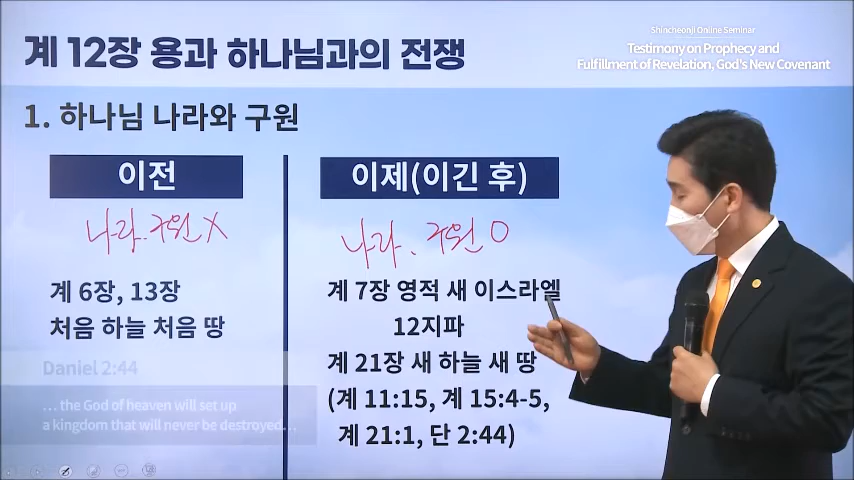 계 12장 용과 하나님과의 전쟁
Shincheonji Online Seminar
Testimony on Prophecy and
Fulfillment of Revelation, God's New Covenant
1. 하나님 나라와 구원
이전
나라.구원 X
계 6장, 13장
처음 하늘 처음 땅
Daniel 2:44
… the God of heaven will set up
a kingdom that will never be destroyed…
이제(이긴 후)
나라. 구원 O
계 7장 영적 새 이스라엘
12지파
계 21장 새 하늘 새 땅
(계 11:15, 계 15:4-5,
계 21:1, 단 2:44)